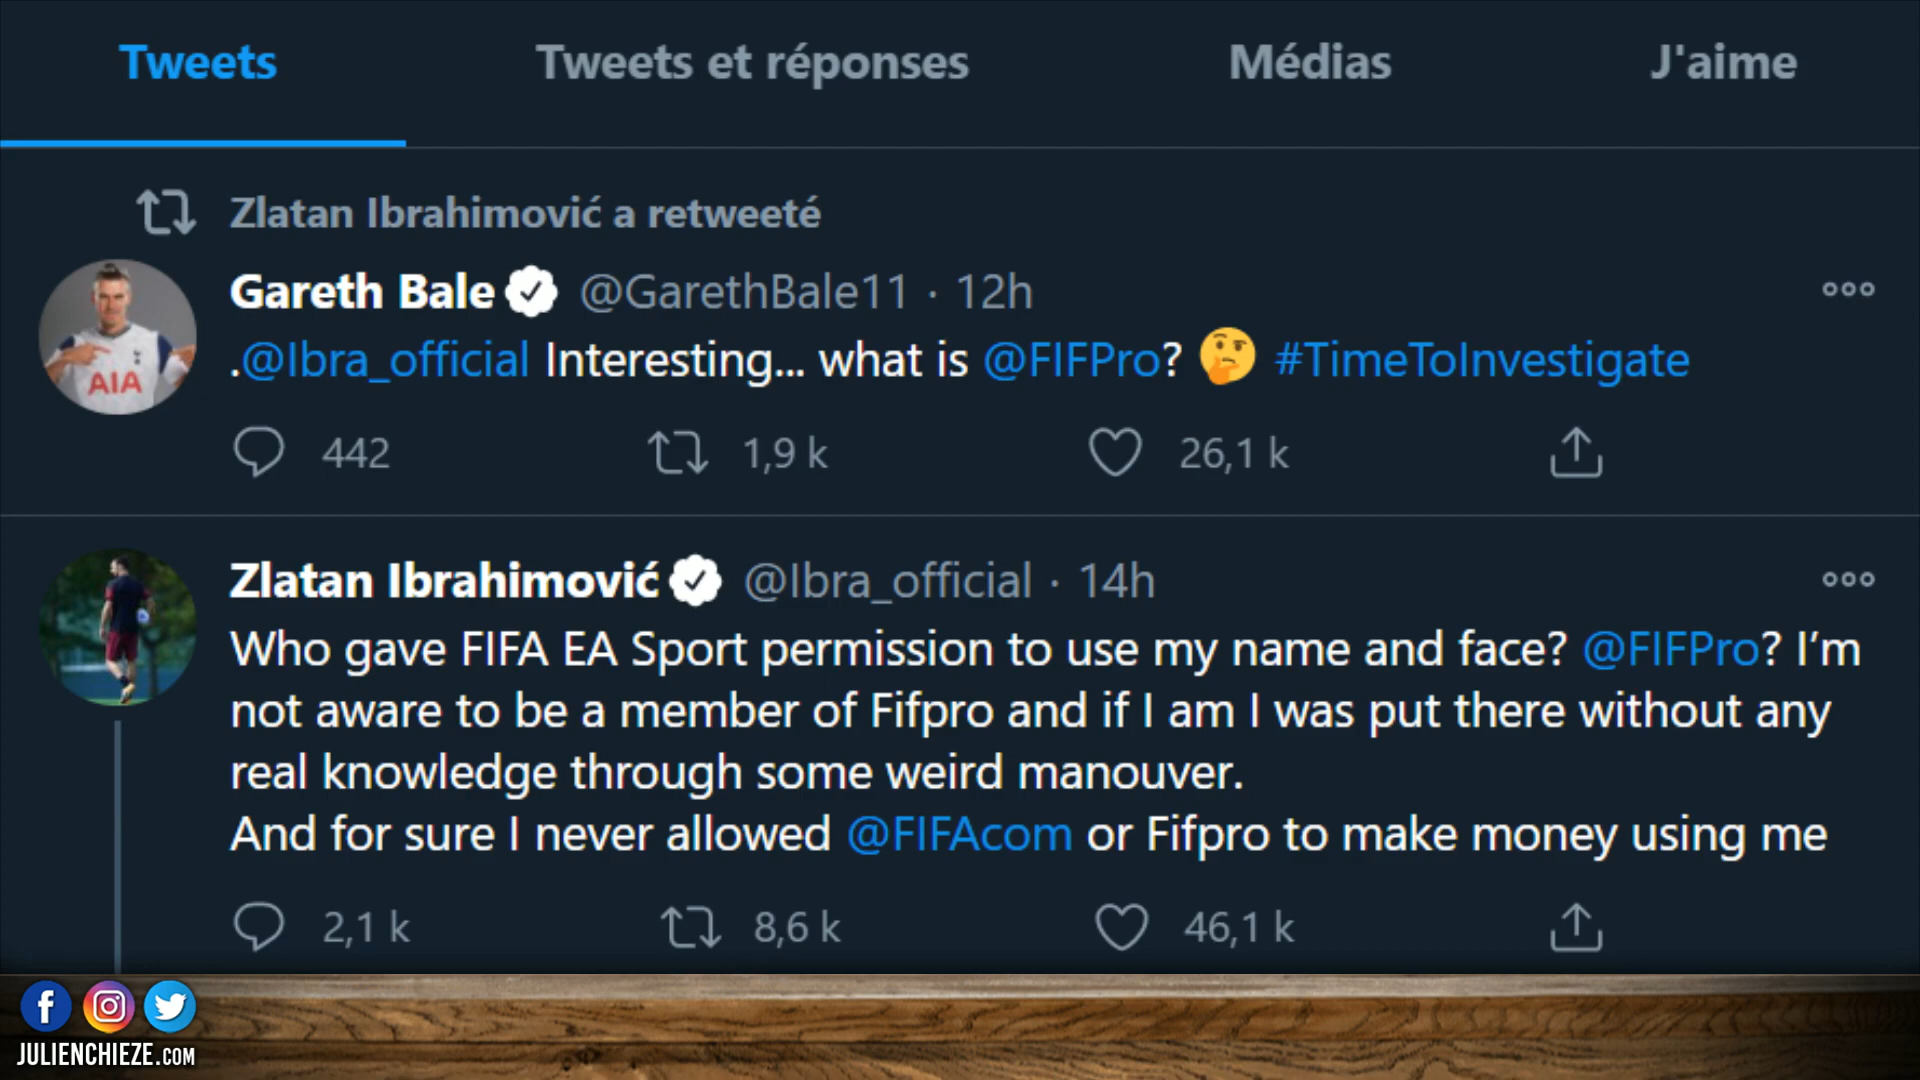 Tweets Tweets et réponses Médias J'aime
Zlatan Ibrahimović a retweeté
Gareth Bale @GarethBale11 · 12h
.@Ibra_official Interesting... what is @FIFPro? 🤔 #TimeToInvestigate
AIA
442 1,9 k 26,1 k
Zlatan Ibrahimović @Ibra_official · 14h
Who gave FIFA EA Sport permission to use my name and face? @FIFPro? I’m
not aware to be a member of Fifpro and if I am I was put there without any
real knowledge through some weird manouver.
And for sure I never allowed @FIFAcom or Fifpro to make money using me
2,1 k 8,6 k 46,1 k
JULIENCHIEZE.COM